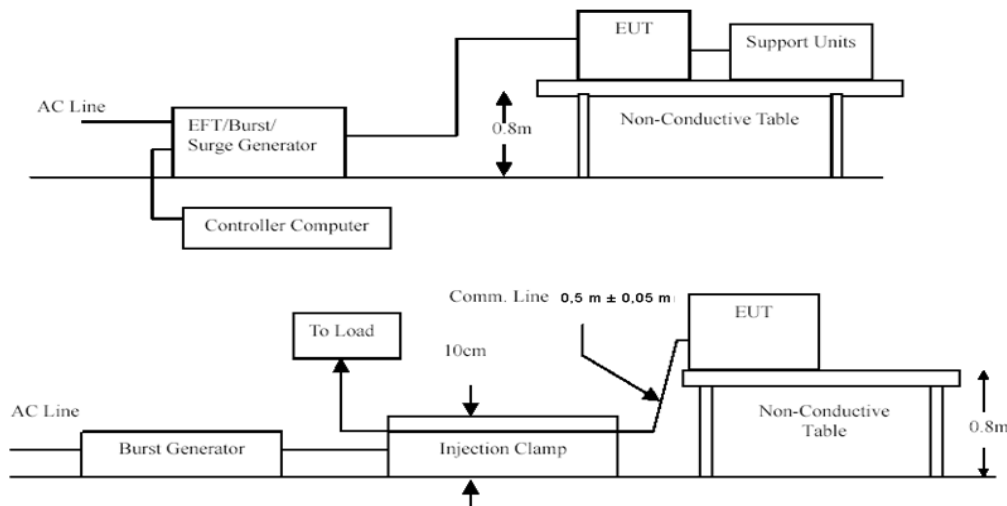 EUT
Support Units
AC Line
EFT/Burst/
Surge Generator
0.8m
Non-Conductive Table
Controller Computer
Comm. Line 0,5 m ± 0,05 m
EUT
To Load
10cm
AC Line
Non-Conductive
Table
0.8m
Burst Generator
Injection Clamp